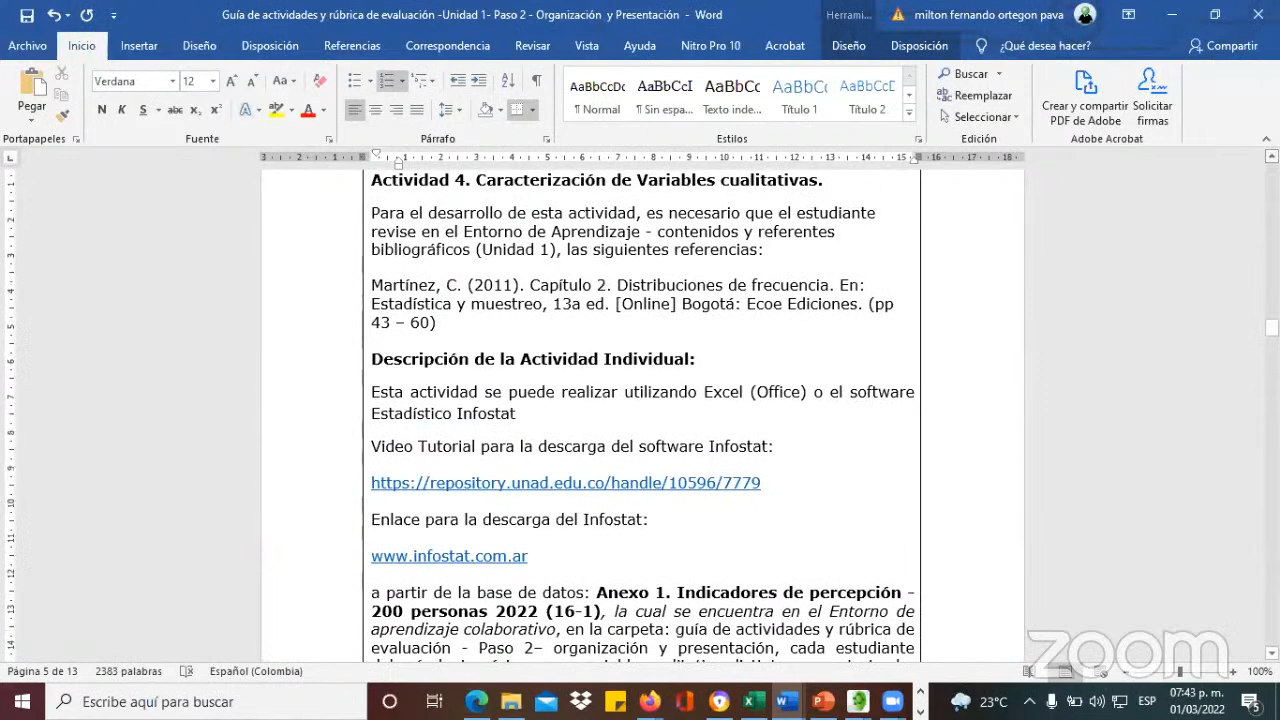 Guía de actividades y rúbrica de evaluación -Unidad 1- Paso 2 - Organización y Presentación - Word
Herrami...
milton fernando ortegon pava
Archivo Inicio Insertar Diseño Disposición Referencias Correspondencia Revisar Vista Ayuda Nitro Pro 10 Acrobat Diseño Disposición ¿Qué desea hacer? Compartir
Pegar
Verdana 12
N K S abc
AaBbCcDc AaBbCcI AaBbCc AaBbC( AaBbCcD
¶ Normal ¶ Sin espa... Texto inde... Título 1 Título 2
Buscar
Reemplazar
Seleccionar
Crear y compartir PDF de Adobe
Solicitar firmas
Portapapeles Fuente Párrafo Estilos Edición Adobe Acrobat
Actividad 4. Caracterización de Variables cualitativas.
Para el desarrollo de esta actividad, es necesario que el estudiante
revise en el Entorno de Aprendizaje - contenidos y referentes
bibliográficos (Unidad 1), las siguientes referencias:
Martínez, C. (2011). Capítulo 2. Distribuciones de frecuencia. En:
Estadística y muestreo, 13a ed. [Online] Bogotá: Ecoe Ediciones. (pp
43 – 60)
Descripción de la Actividad Individual:
Esta actividad se puede realizar utilizando Excel (Office) o el software
Estadístico Infostat
Video Tutorial para la descarga del software Infostat:
https://repository.unad.edu.co/handle/10596/7779
Enlace para la descarga del Infostat:
www.infostat.com.ar
a partir de la base de datos: Anexo 1. Indicadores de percepción -
200 personas 2022 (16-1), la cual se encuentra en el Entorno de
aprendizaje colaborativo, en la carpeta: guía de actividades y rúbrica de
evaluación - Paso 2– organización y presentación, cada estudiante
zoom
Página 5 de 13 2383 palabras Español (Colombia) 100%
Escribe aquí para buscar
23°C
ESP
07:43 p. m.
01/03/2022
5